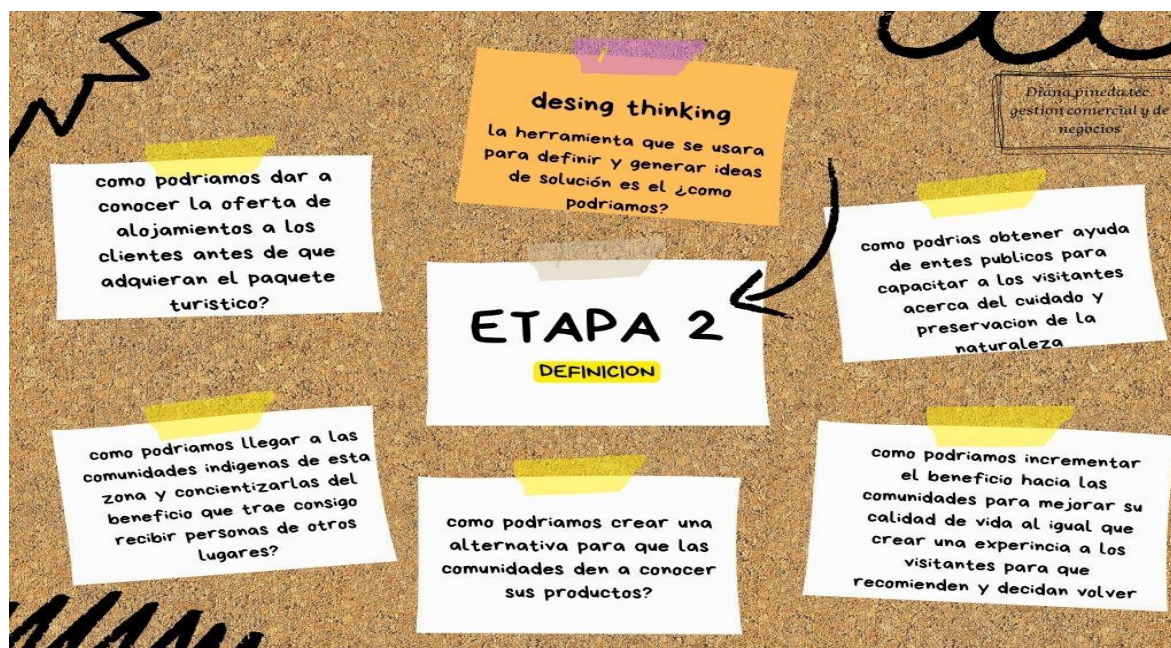 desing thinking
la herramienta que se usara
para definir y generar ideas
de solución es el ¿como
podriamos?
Diana pineda tec.
gestion comercial y de
negocios
como podriamos dar a
conocer la oferta de
alojamientos a los
clientes antes de que
adquieran el paquete
turistico?
ETAPA 2
DEFINICION
como podrias obtener ayuda
de entes publicos para
capacitar a los visitantes
acerca del cuidado y
preservacion de la
naturaleza
como podriamos llegar a las
comunidades indigenas de esta
zona y concientizarlas del
beneficio que trae consigo
recibir personas de otros
lugares?
como podriamos crear una
alternativa para que las
comunidades den a conocer
sus productos?
como podriamos incrementar
el beneficio hacia las
comunidades para mejorar su
calidad de vida al igual que
crear una experincia a los
visitantes para que
recomienden y decidan volver